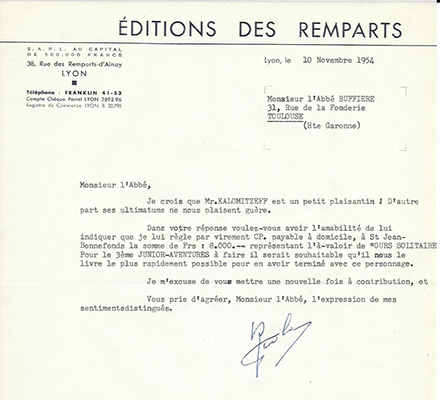 ÉDITIONS DES REMPARTS
S.A.R.L. AU CAPITAL
DE 500.000 FRANCS
38, Rue des Remparts-d'Ainay
LYON
Téléphone : FRANKLIN 41-52
Compte Chèque Postal LYON 2892-96
Registre du Commerce LYON B 20.795
Lyon, le 10 Novembre 1954
Monsieur l'Abbé BUFFIERE
31, Rue de la Fonderie
TOULOUSE
(Hte Garonne)
Monsieur l'Abbé,
Je crois que Mr.KALOMITZEFF est un petit plaisantin ! D'autre
part ses ultimatums ne nous plaisent guère.
Dans votre réponse voulez-vous avoir l'amabilité de lui
indiquer que je lui règle par virement CP. payable à domicile, à St Jean-
Bonnefonds la somme de Frs : 8.000.-- représentant l'à-valoir de "OURS SOLITAIRE
Pour le 3ème JUNIOR-AVENTURES à faire il serait souhaitable qu'il nous le
livre le plus rapidement possible pour en avoir terminé avec ce personnage.
Je m'excuse de vous mettre une nouvelle fois à contribution, et
Vous prie d'agréer, Monsieur l'Abbé, l'expression de mes
sentimentsdistingués.